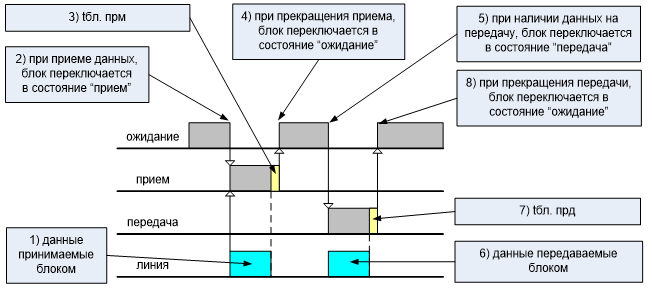 3) tбл. прм
4) при прекращения приема,
блок переключается в
состояние “ожидание”
5) при наличии данных на
передачу, блок переключается
в состояние “передача”
2) при приеме данных,
блок переключается
в состояние “прием”
8) при прекращения передачи,
блок переключается в
состояние “ожидание”
ожидание
прием
передача
7) tбл. прд
1) данные
принимаемые
блоком
линия
6) данные передаваемые
блоком